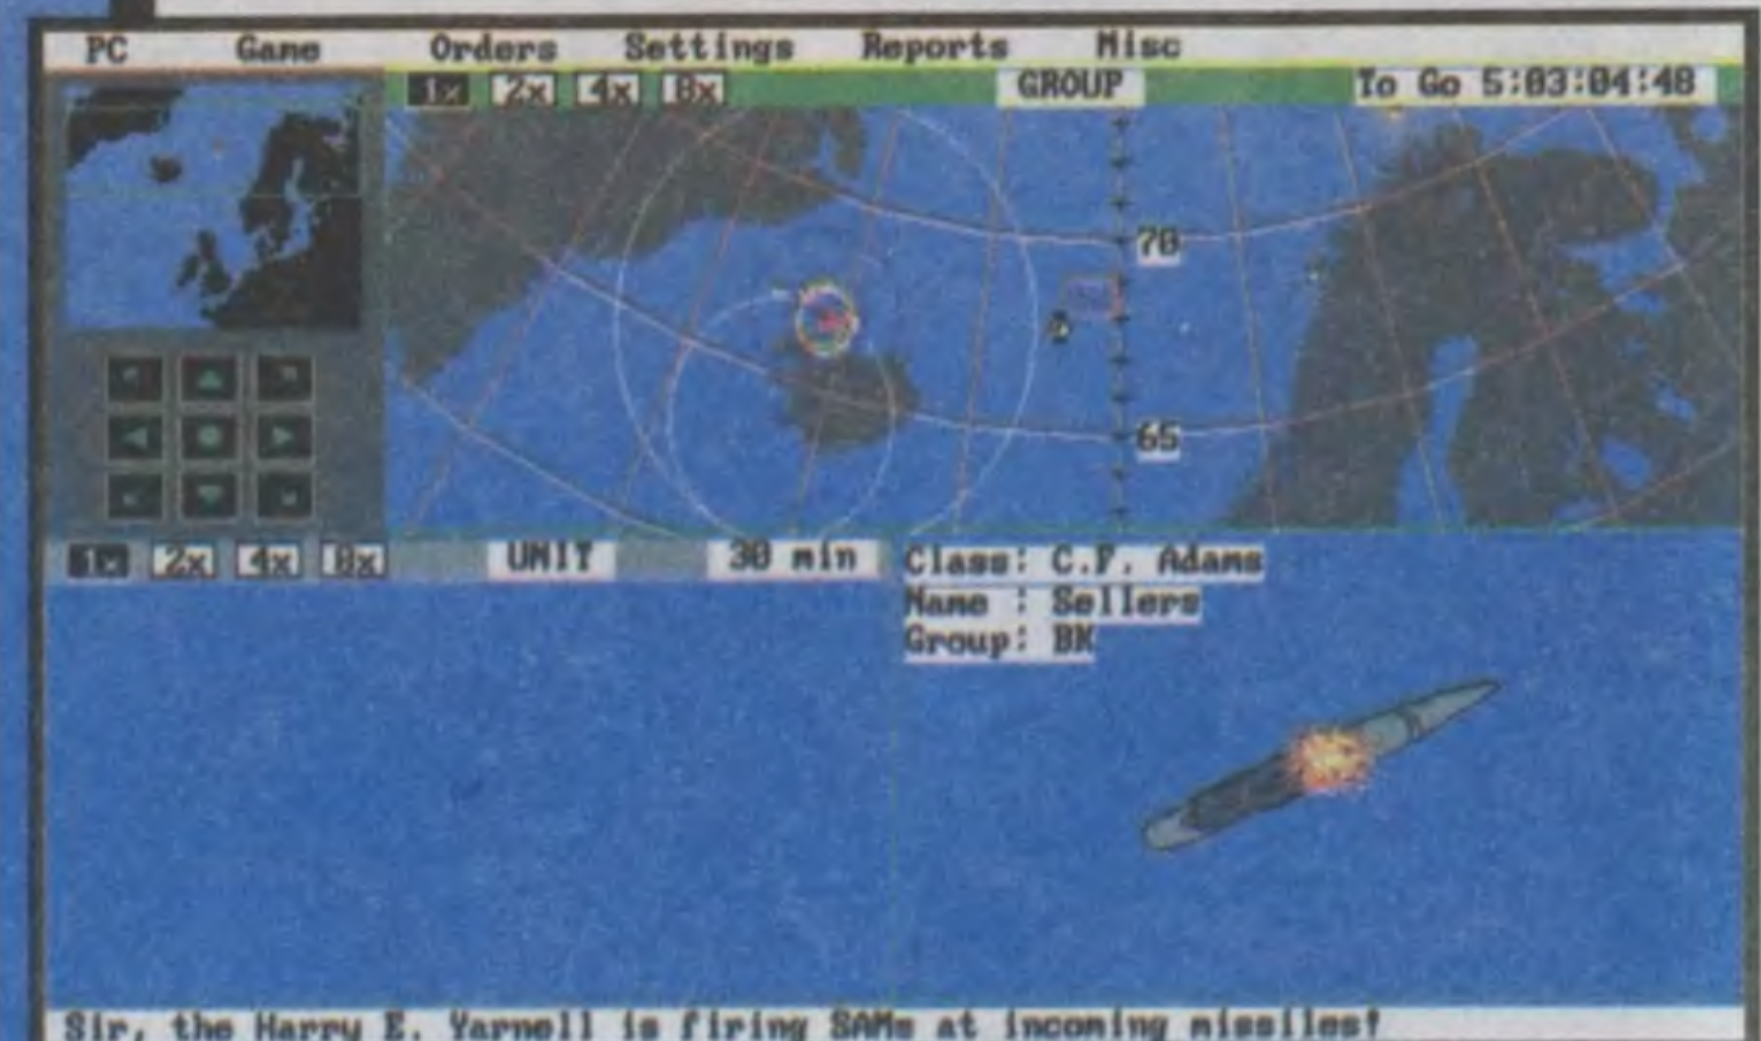 PC Game Orders Settings Reports Misc
1x 2x 4x 8x GROUP To Go 5:03:04:48
70
65
1x 2x 4x 8x UNIT 30 min
Class: C.F. Adams
Name : Sellers
Group: BK
Sir, the Harry E. Yarnell is firing SAMs at incoming missiles!